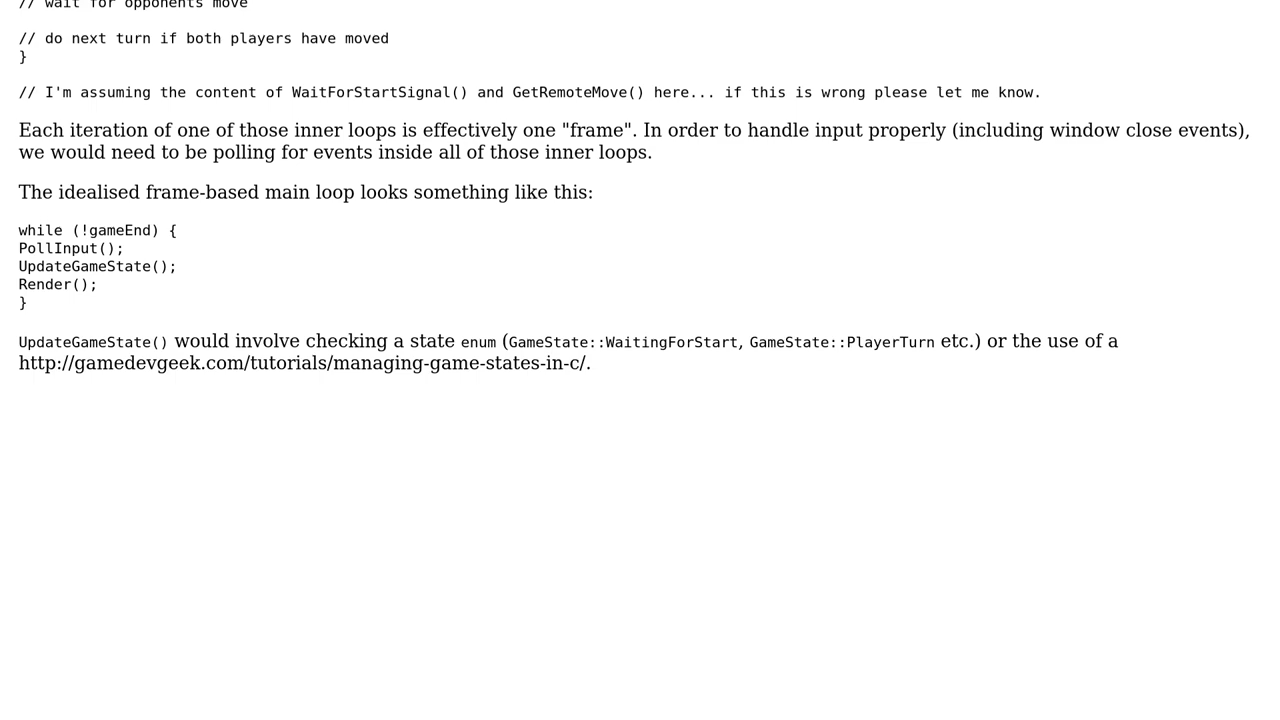 // wait for opponents move
// do next turn if both players have moved
}
// I'm assuming the content of WaitForStartSignal() and GetRemoteMove() here... if this is wrong please let me know.
Each iteration of one of those inner loops is effectively one "frame". In order to handle input properly (including window close events),
we would need to be polling for events inside all of those inner loops.
The idealised frame-based main loop looks something like this:
while (!gameEnd) {
PollInput();
UpdateGameState();
Render();
}
UpdateGameState() would involve checking a state enum (GameState::WaitingForStart, GameState::PlayerTurn etc.) or the use of a
http://gamedevgeek.com/tutorials/managing-game-states-in-c/.